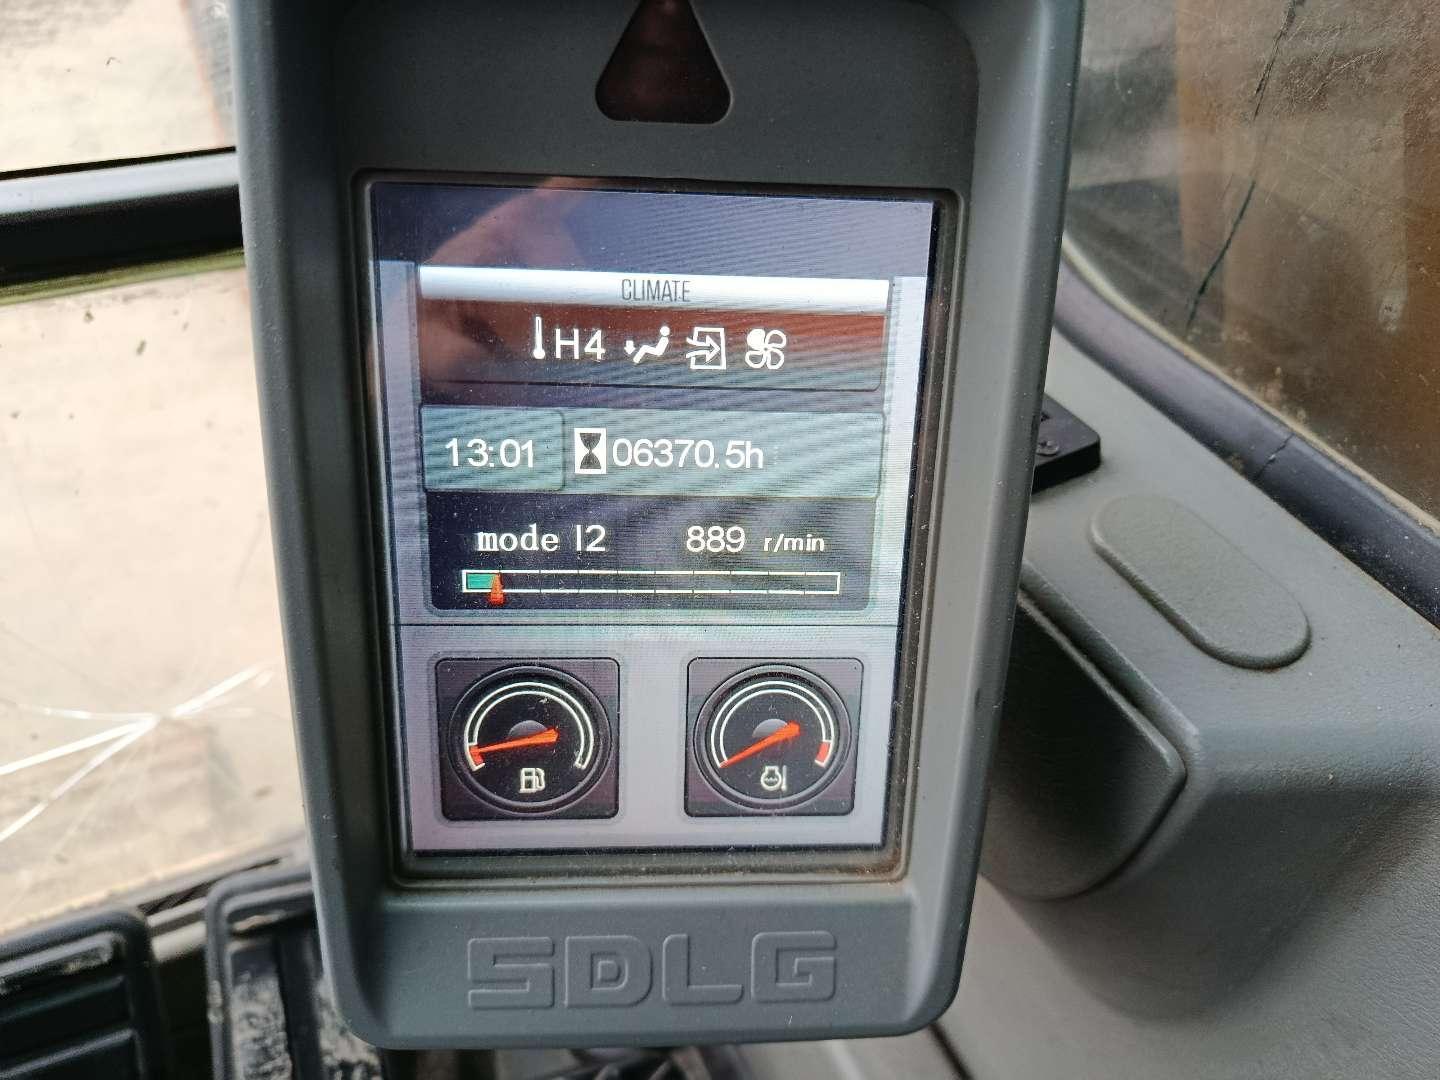 CLIMATE
H4
13:01 06370.5h
mode I2 889 r/min
SDLG